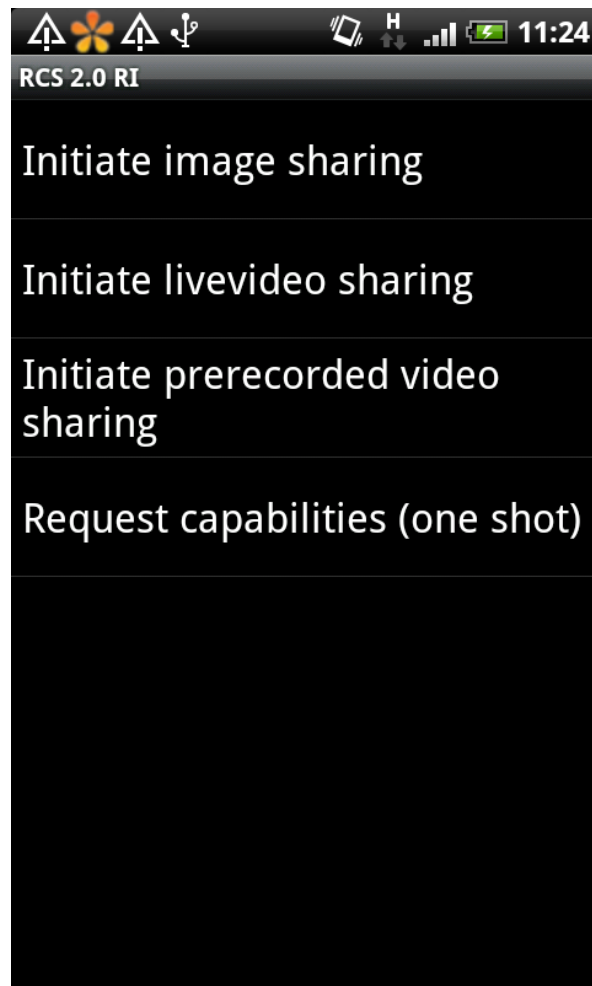 H 11:24
RCS 2.0 RI
Initiate image sharing
Initiate livevideo sharing
Initiate prerecorded video
sharing
Request capabilities (one shot)